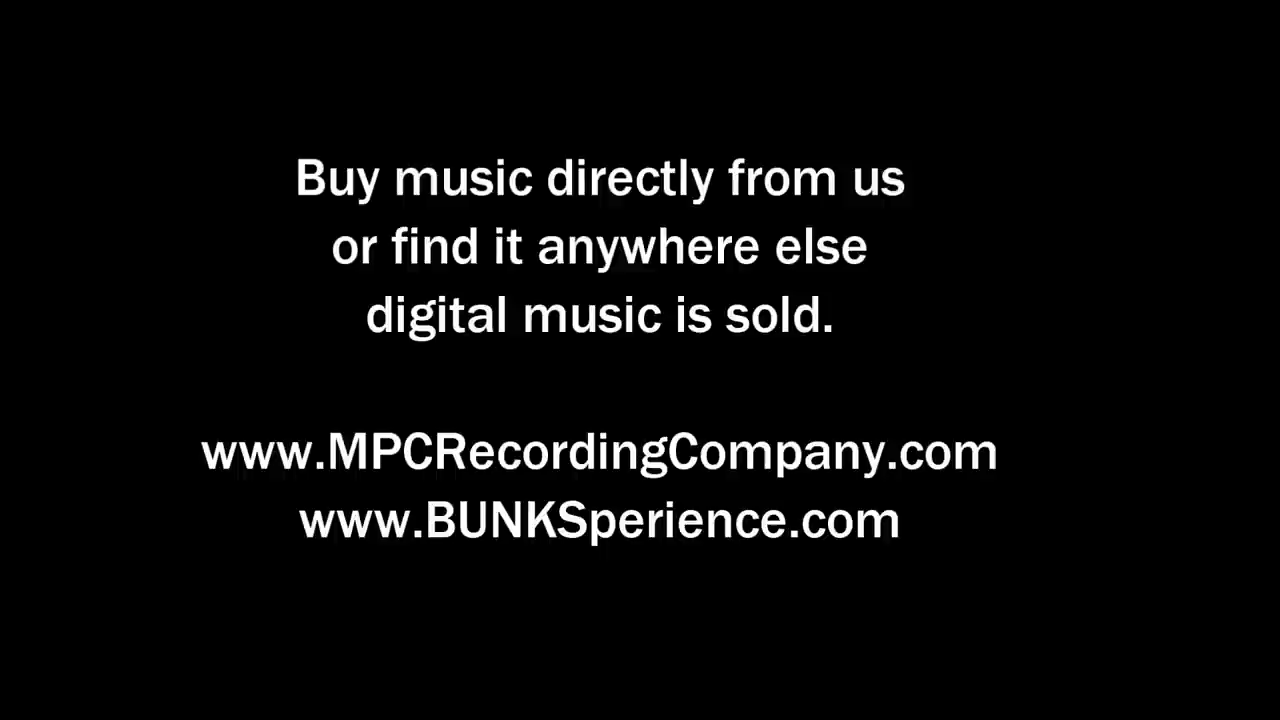 Buy music directly from us
or find it anywhere else
digital music is sold.
www.MPCRecordingCompany.com
www.BUNKSperience.com